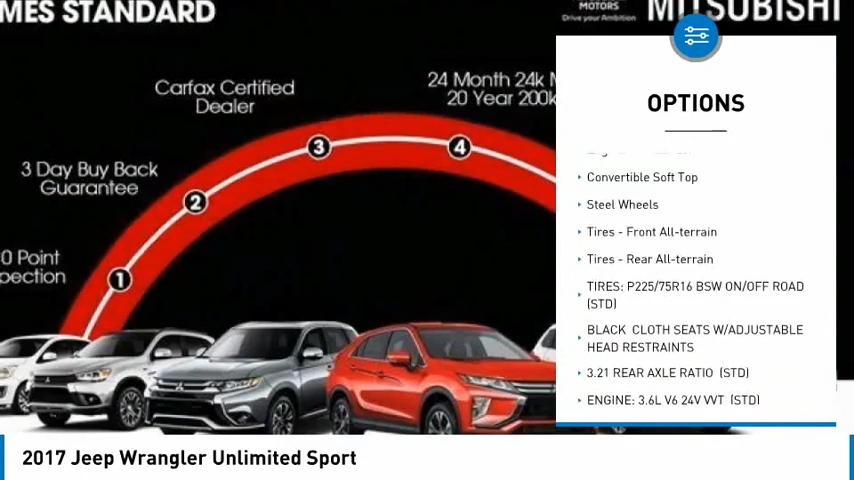 MES STANDARD
MOTORS
Drive your Ambition
MITSUBISHI
Carfax Certified
Dealer
24 Month 24k M
20 Year 200k
3 Day Buy Back
Guarantee
0 Point
pection
1
2
3
4
OPTIONS
Convertible Soft Top
Steel Wheels
Tires - Front All-terrain
Tires - Rear All-terrain
TIRES: P225/75R16 BSW ON/OFF ROAD
(STD)
BLACK CLOTH SEATS W/ADJUSTABLE
HEAD RESTRAINTS
3.21 REAR AXLE RATIO (STD)
ENGINE: 3.6L V6 24V VVT (STD)
2017 Jeep Wrangler Unlimited Sport